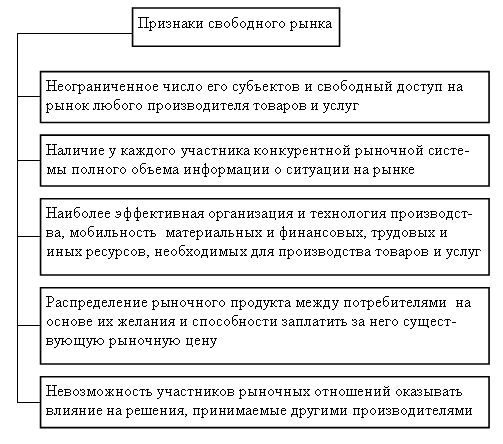 Признаки свободного рынка
Неограниченное число его субъектов и свободный доступ на
рынок любого производителя товаров и услуг
Наличие у каждого участника конкурентной рыночной систе-
мы полного объема информации о ситуации на рынке
Наиболее эффективная организация и технология производст-
ва, мобильность материальных и финансовых, трудовых и
иных ресурсов, необходимых для производства товаров и услуг
Распределение рыночного продукта между потребителями на
основе их желания и способности заплатить за него сущест-
вующую рыночную цену
Невозможность участников рыночных отношений оказывать
влияние на решения, принимаемые другими производителями